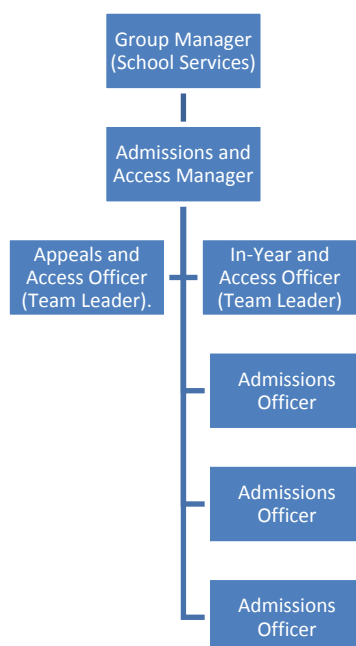 Group Manager
(School Services)
Admissions and
Access Manager
Appeals and
Access Officer
(Team Leader).
In-Year and
Access Officer
(Team Leader)
Admissions
Officer
Admissions
Officer
Admissions
Officer